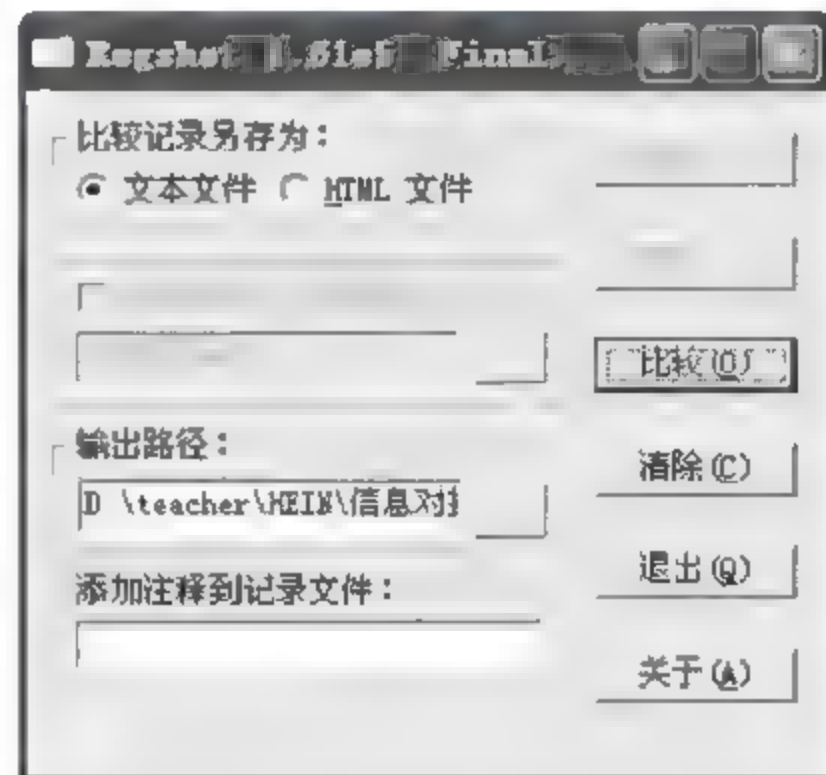 比较记录另存为：
文本文件 HTML 文件
比较(O)
输出路径：
清除(C)
D \teacher\
退出(Q)
添加注释到记录文件：
关于(A)